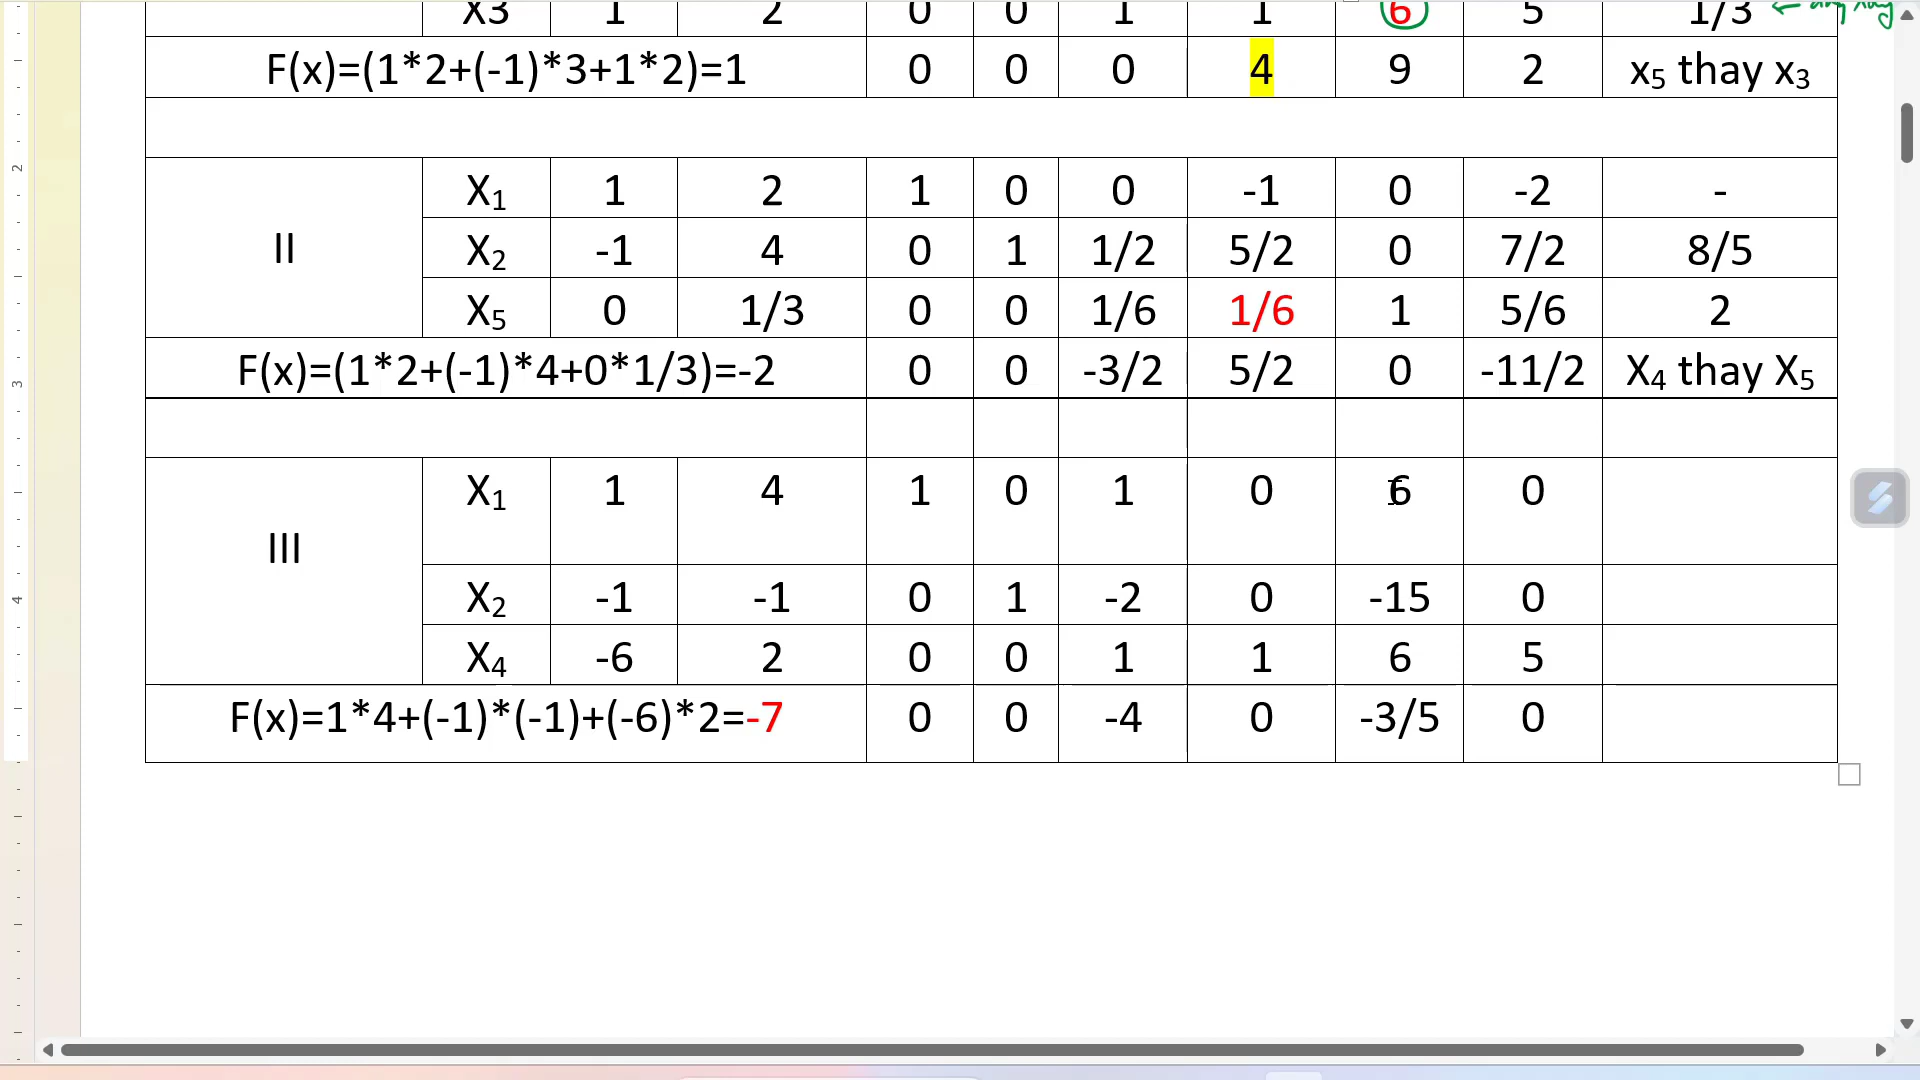 X3 1 2 0 0 1 1 6 5 1/3 ←
F(x)=(1*2+(-1)*3+1*2)=1 0 0 0 4 9 2 x5 thay x3
II
X1 1 2 1 0 0 -1 0 -2 -
X2 -1 4 0 1 1/2 5/2 0 7/2 8/5
X5 0 1/3 0 0 1/6 1/6 1 5/6 2
F(x)=(1*2+(-1)*4+0*1/3)=-2 0 0 -3/2 5/2 0 -11/2 X4 thay X5
III
X1 1 4 1 0 1 0 6 0
X2 -1 -1 0 1 -2 0 -15 0
X4 -6 2 0 0 1 1 6 5
F(x)=1*4+(-1)*(-1)+(-6)*2=-7 0 0 -4 0 -3/5 0
2
3
4